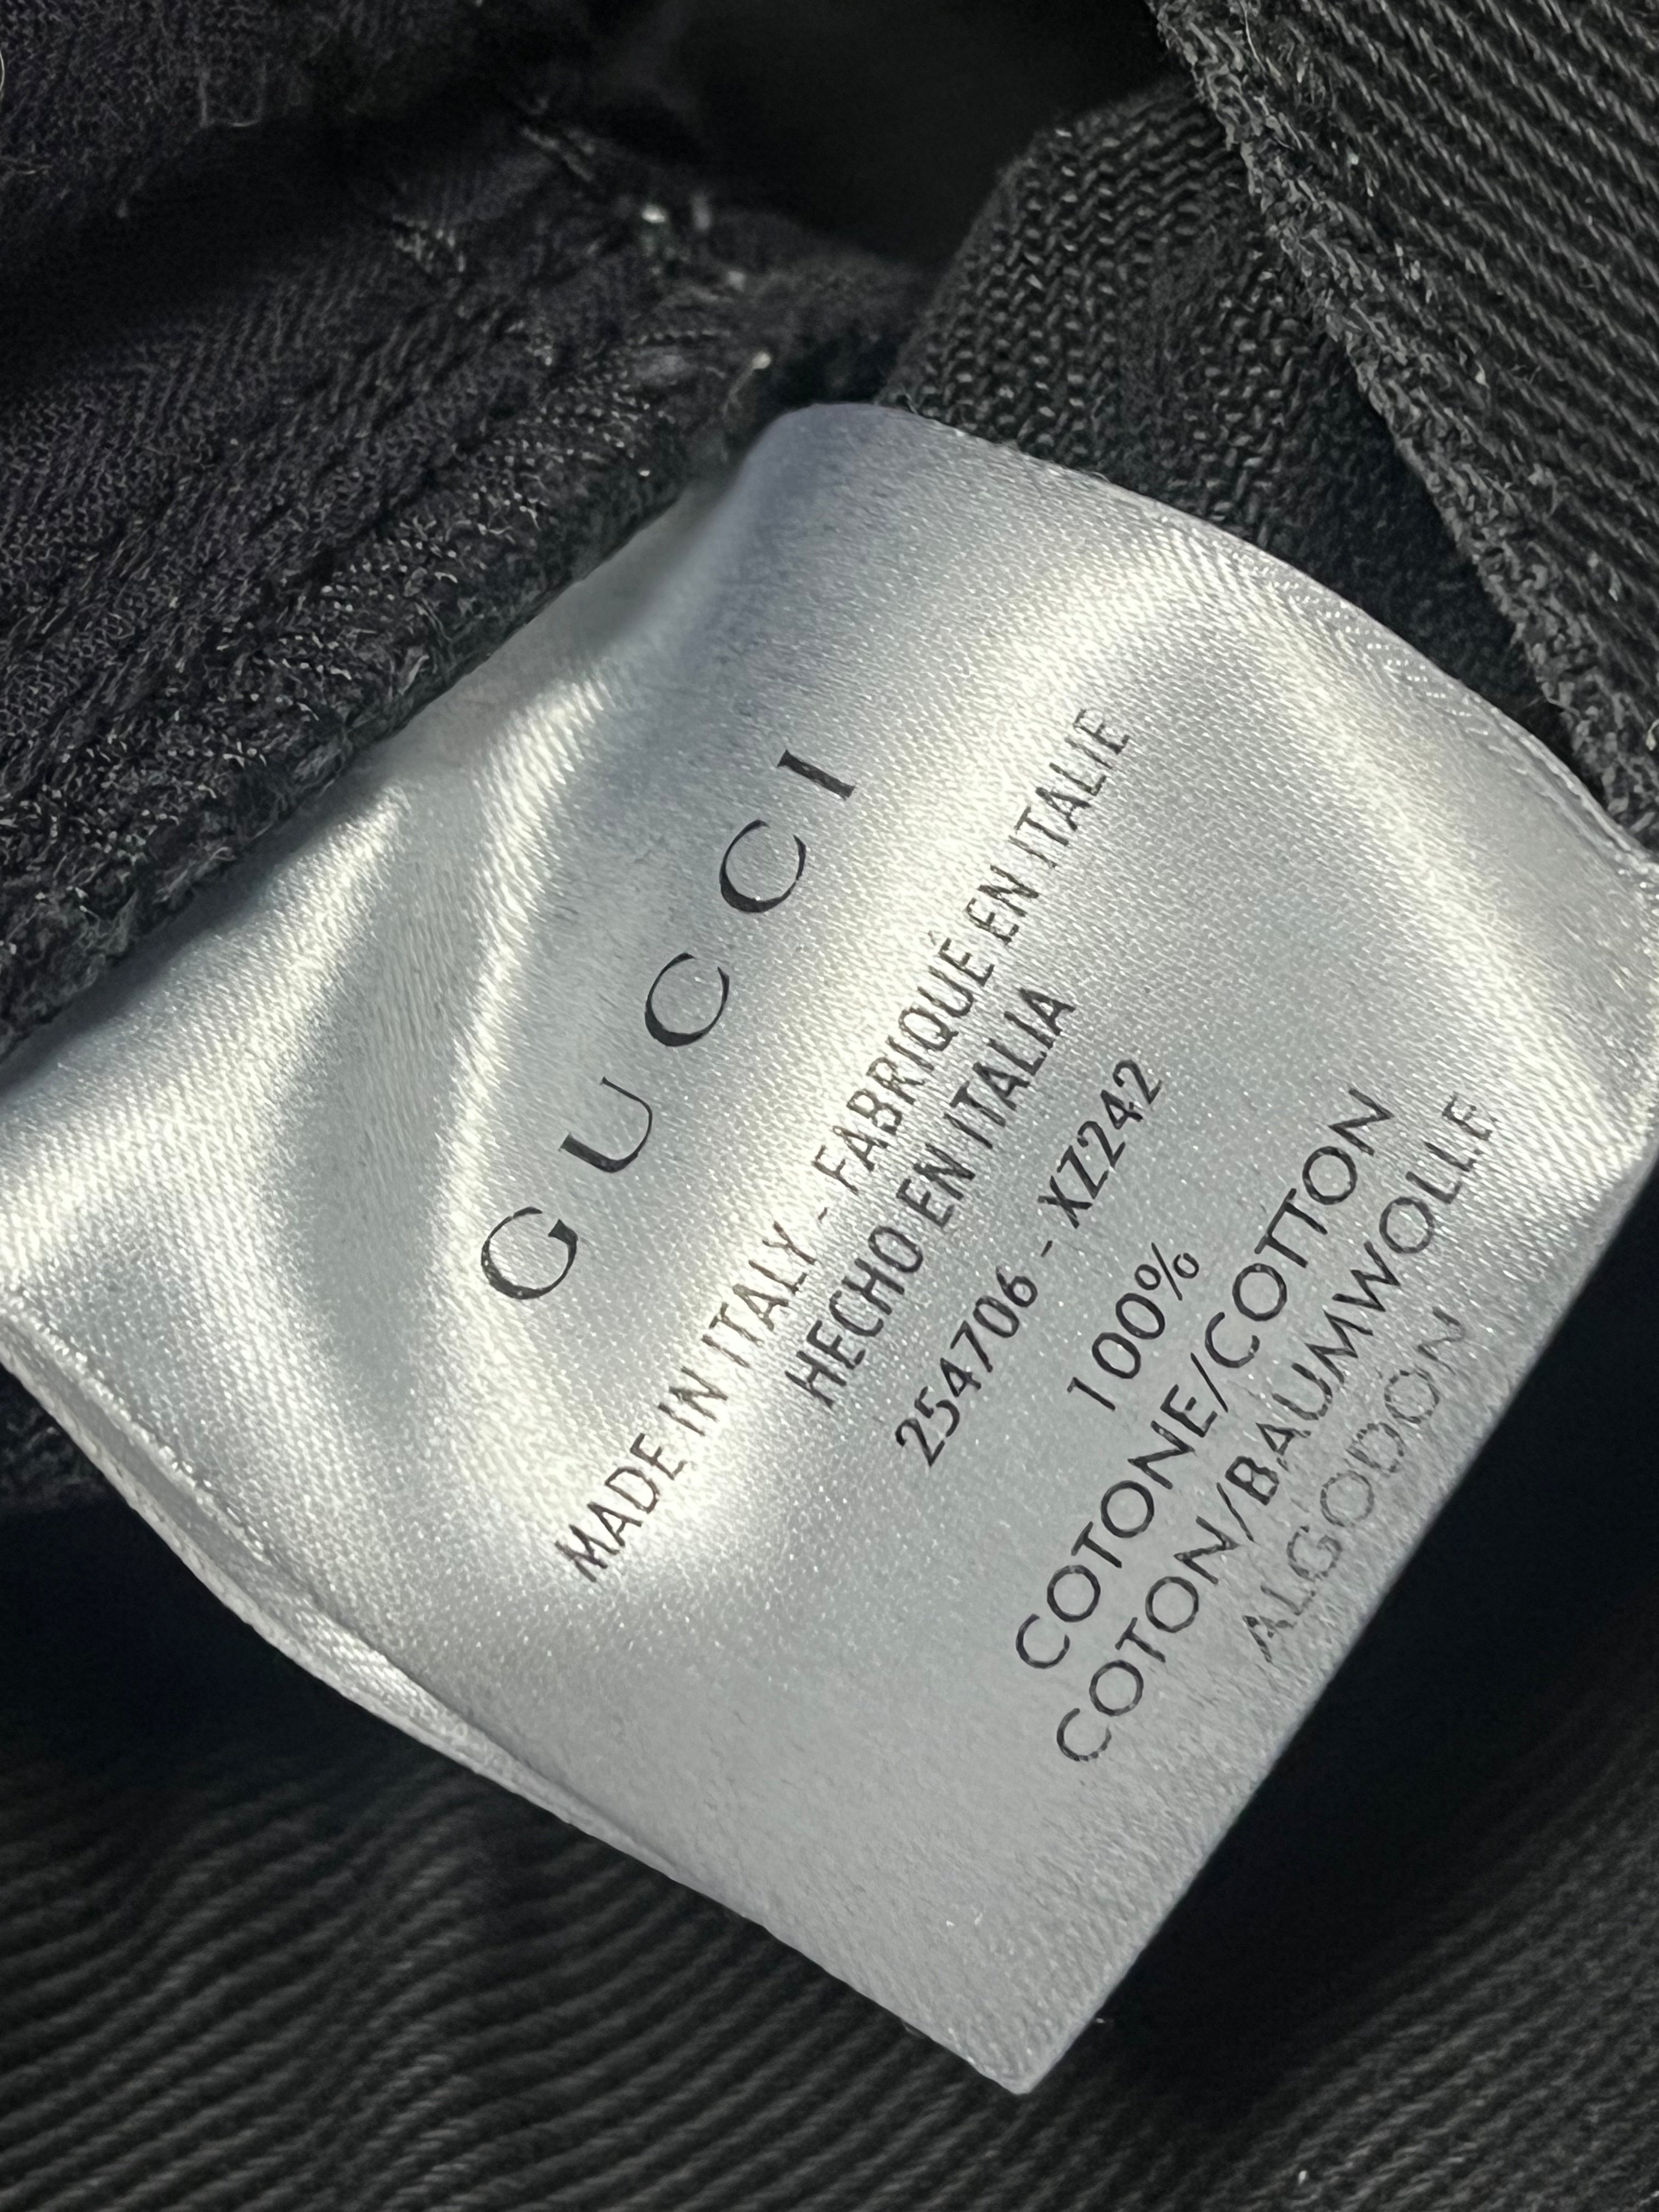 GUCCI
MADE IN ITALY - FABRIQUÉ EN ITALIE
HECHO EN ITALIA
254706 - XZ242
100%
COTONE/COTTON
COTON/BAUMWOLLE
ALGODON